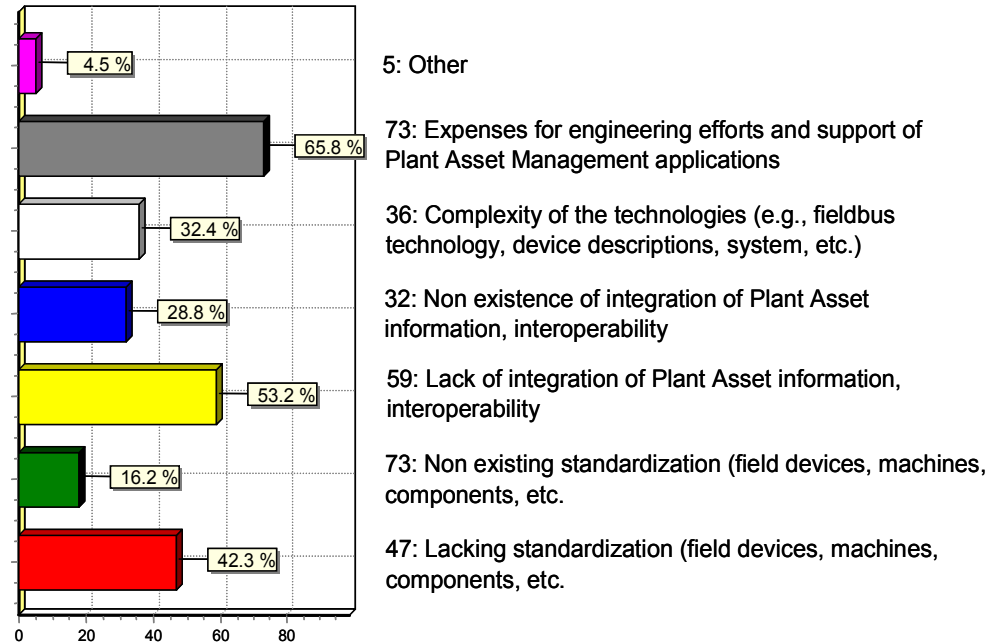 4.5 %
5: Other
65.8 %
73: Expenses for engineering efforts and support of
Plant Asset Management applications
32.4 %
36: Complexity of the technologies (e.g., fieldbus
technology, device descriptions, system, etc.)
28.8 %
32: Non existence of integration of Plant Asset
information, interoperability
53.2 %
59: Lack of integration of Plant Asset information,
interoperability
16.2 %
73: Non existing standardization (field devices, machines,
components, etc.
42.3 %
47: Lacking standardization (field devices, machines,
components, etc.
0 20 40 60 80